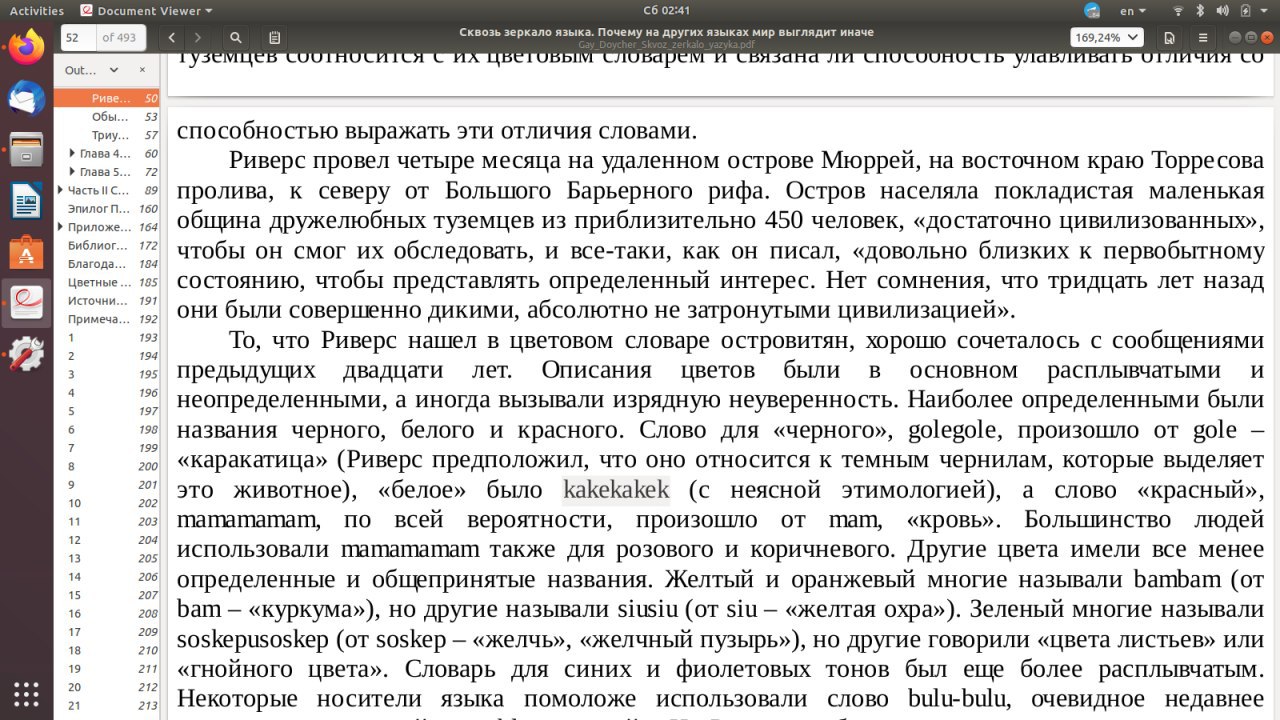 Activities
Document Viewer
Сб 02:41
en
52
of 493
Сквозь зеркало языка. Почему на других языках мир выглядит иначе
Gay_Doycher_Skvoz_zerkalo_yazyka.pdf
169,24%
Out...
Риве... 50
Обы... 53
Триу... 57
Глава 4... 60
Глава 5... 72
Часть II С... 89
Эпилог П... 160
Приложе... 164
Библиог... 172
Благода... 184
Цветные ... 185
Источни... 191
Примеча... 192
1 193
2 194
3 195
4 196
5 197
6 198
7 199
8 200
9 201
10 202
11 203
12 204
13 205
14 206
15 207
16 208
17 209
18 210
19 211
20 212
21 213
туземцев соотносится с их цветовым словарем и связана ли способность улавливать отличия со
способностью выражать эти отличия словами.
Риверс провел четыре месяца на удаленном острове Мюррей, на восточном краю Торресова
пролива, к северу от Большого Барьерного рифа. Остров населяла покладистая маленькая
община дружелюбных туземцев из приблизительно 450 человек, «достаточно цивилизованных»,
чтобы он смог их обследовать, и все-таки, как он писал, «довольно близких к первобытному
состоянию, чтобы представлять определенный интерес. Нет сомнения, что тридцать лет назад
они были совершенно дикими, абсолютно не затронутыми цивилизацией».
То, что Риверс нашел в цветовом словаре островитян, хорошо сочеталось с сообщениями
предыдущих двадцати лет. Описания цветов были в основном расплывчатыми и
неопределенными, а иногда вызывали изрядную неуверенность. Наиболее определенными были
названия черного, белого и красного. Слово для «черного», golegole, произошло от gole –
«каракатица» (Риверс предположил, что оно относится к темным чернилам, которые выделяет
это животное), «белое» было kakekakek (с неясной этимологией), а слово «красный»,
mamamamam, по всей вероятности, произошло от mam, «кровь». Большинство людей
использовали mamamamam также для розового и коричневого. Другие цвета имели все менее
определенные и общепринятые названия. Желтый и оранжевый многие называли bambam (от
bam – «куркума»), но другие называли siusiu (от siu – «желтая охра»). Зеленый многие называли
soskepusoskep (от soskep – «желчь», «желчный пузырь»), но другие говорили «цвета листьев» или
«гнойного цвета». Словарь для синих и фиолетовых тонов был еще более расплывчатым.
Некоторые носители языка помоложе использовали слово bulu-bulu, очевидное недавнее